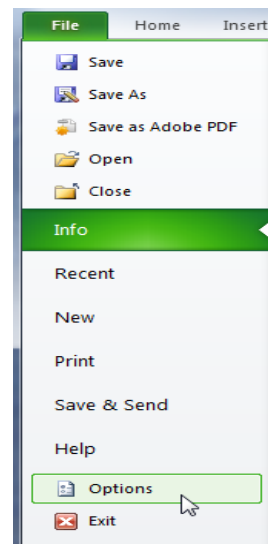 File Home Insert
Save
Save As
Save as Adobe PDF
Open
Close
Info
Recent
New
Print
Save & Send
Help
Options
Exit